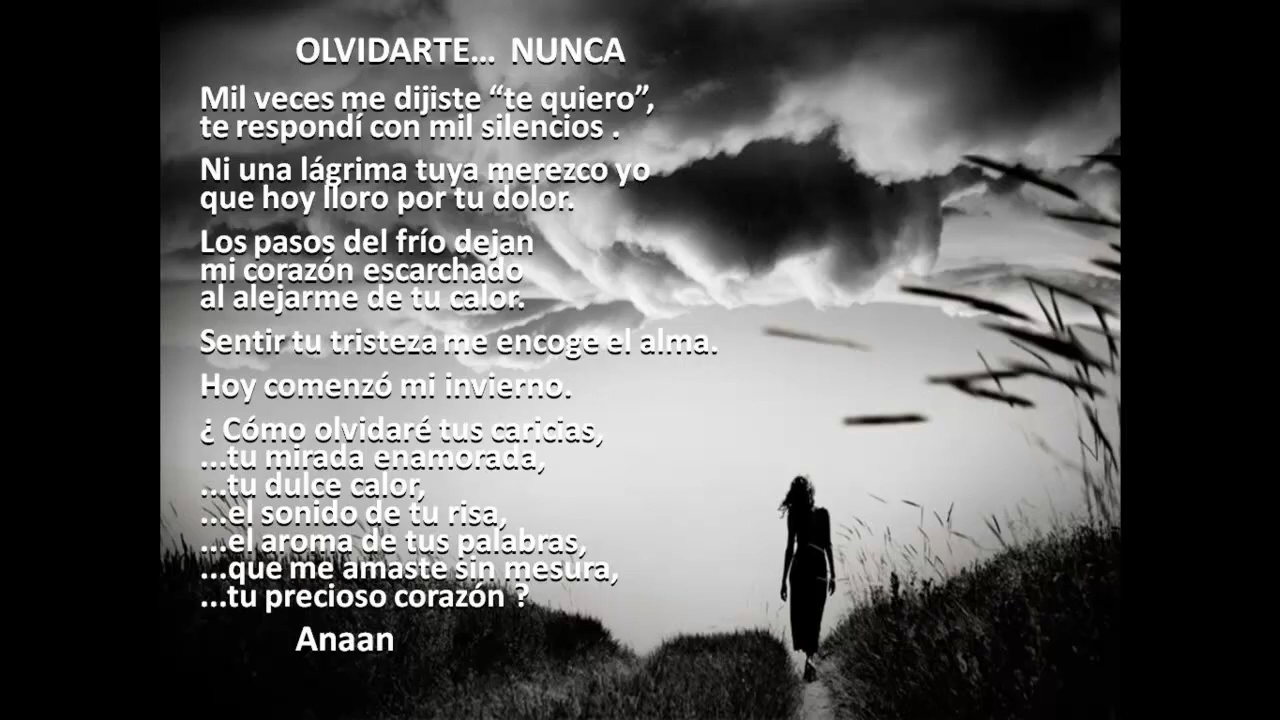 OLVIDARTE... NUNCA
Mil veces me dijiste “te quiero”,
te respondí con mil silencios .
Ni una lágrima tuya merezco yo
que hoy lloro por tu dolor.
Los pasos del frío dejan
mi corazón escarchado
al alejarme de tu calor.
Sentir tu tristeza me encoge el alma.
Hoy comenzó mi invierno.
¿ Cómo olvidaré tus caricias,
...tu mirada enamorada,
...tu dulce calor,
...el sonido de tu risa,
...el aroma de tus palabras,
...que me amaste sin mesura,
...tu precioso corazón ?
Anaan